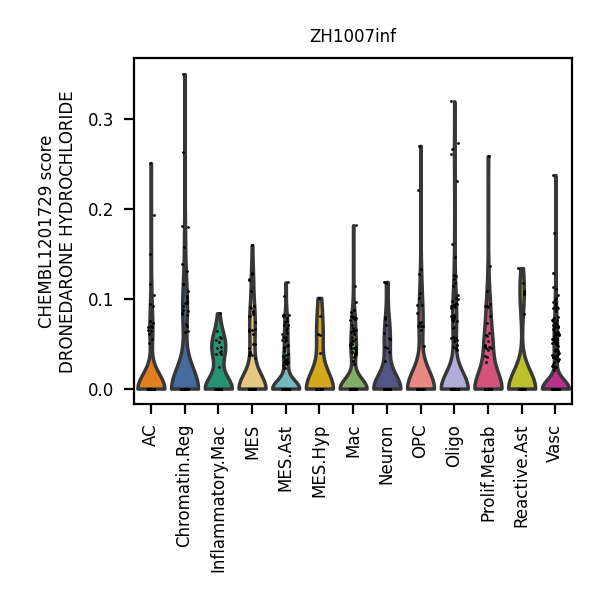 ZH1007inf
CHEMBL1201729 score
DRONEDARONE HYDROCHLORIDE
0.3
0.2
0.1
0.0
AC
Chromatin.Reg
Inflammatory.Mac
MES
MES.Ast
MES.Hyp
Mac
Neuron
OPC
Oligo
Prolif.Metab
Reactive.Ast
Vasc